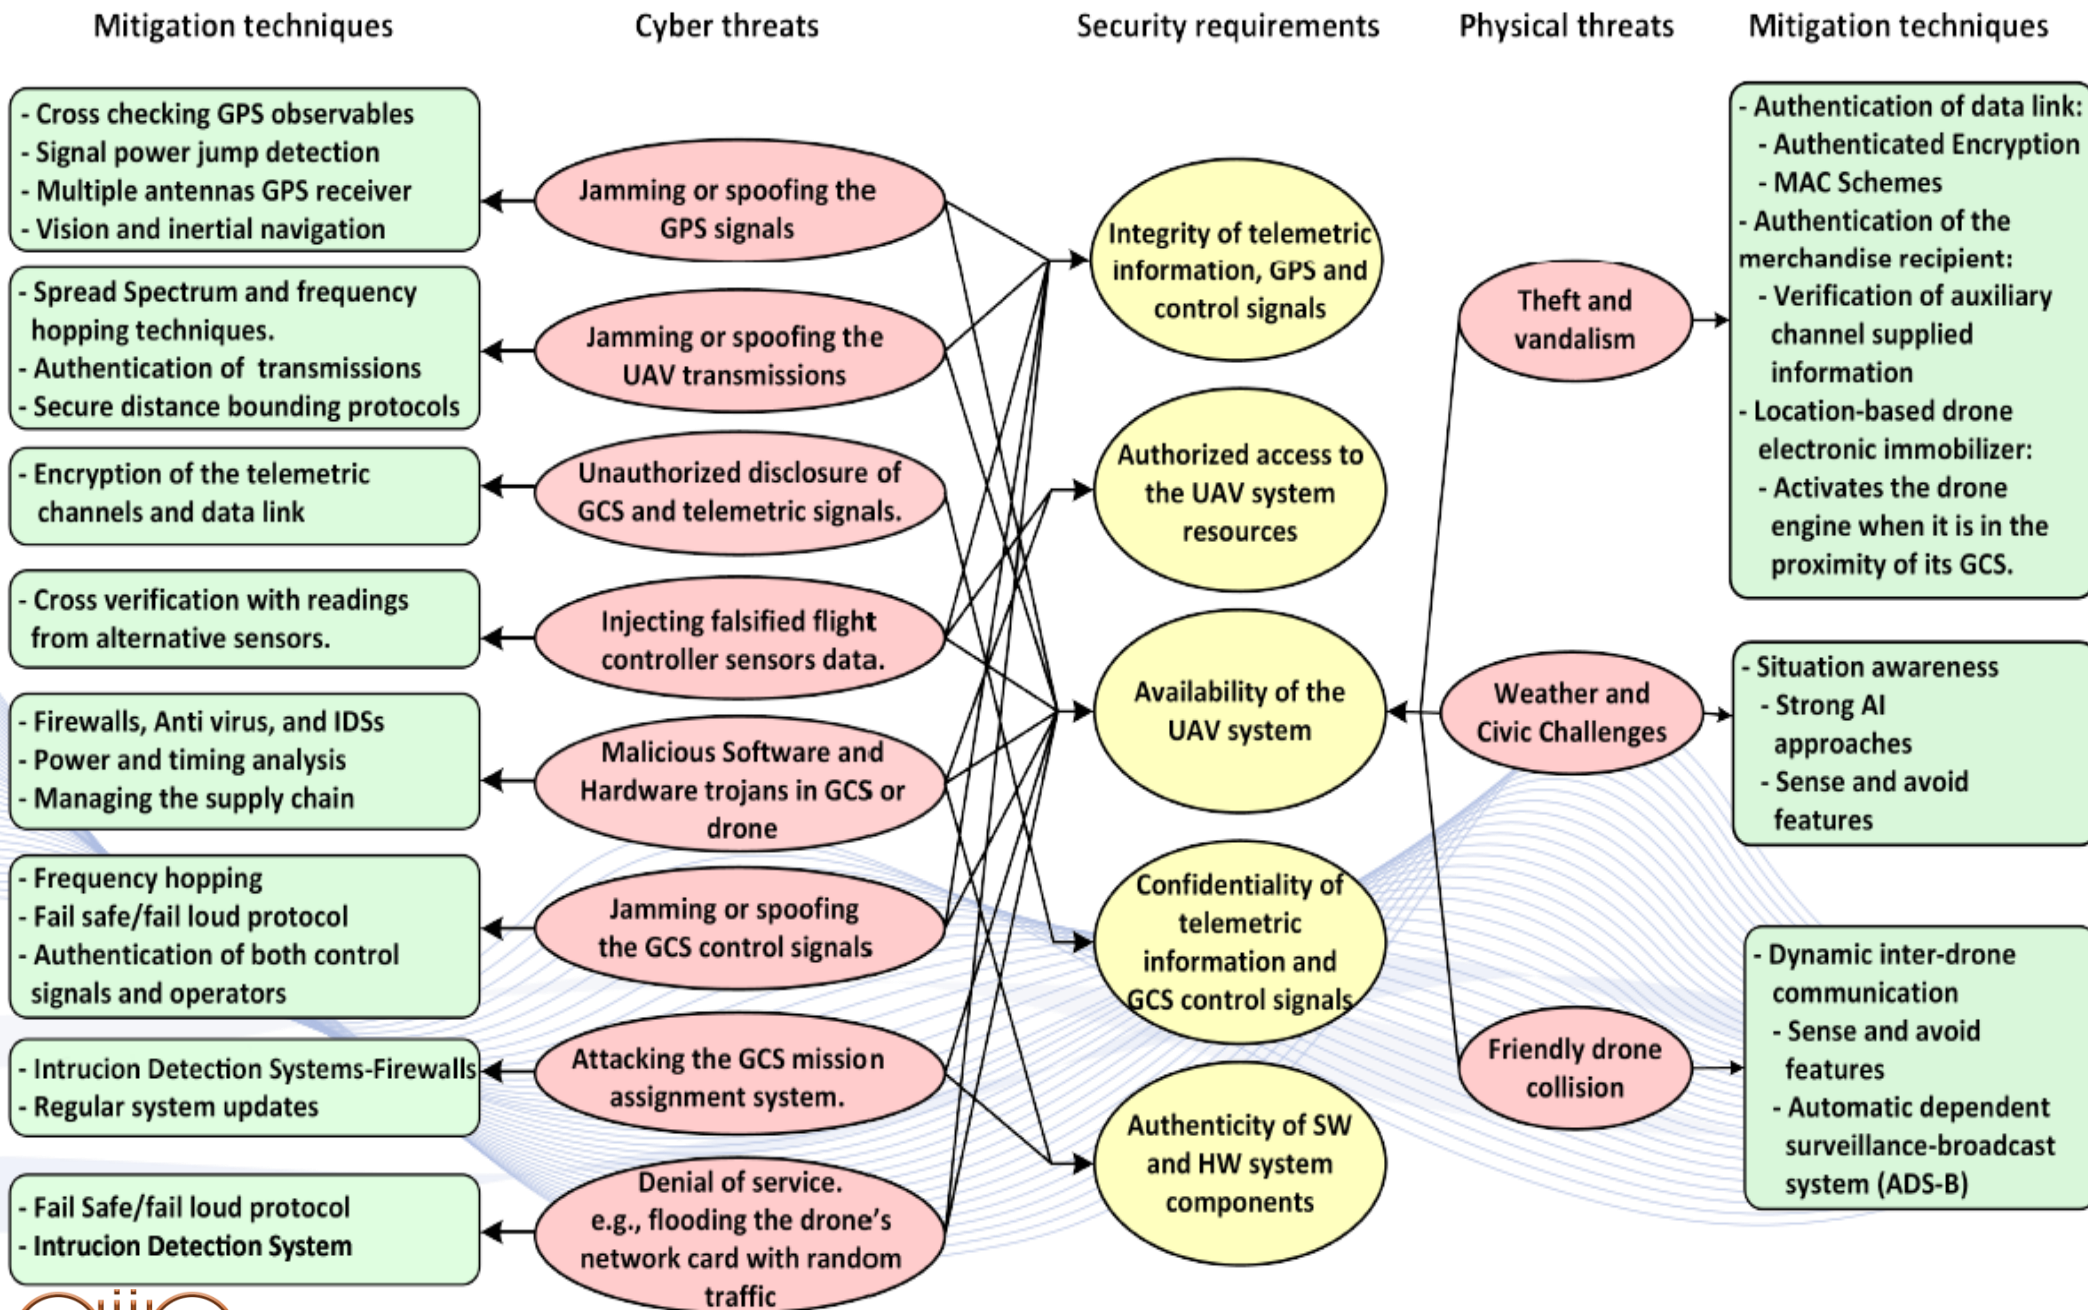 Mitigation techniques
Cyber threats
Security requirements
Physical threats
Mitigation techniques
- Cross checking GPS observables
- Signal power jump detection
- Multiple antennas GPS receiver
- Vision and inertial navigation
- Spread Spectrum and frequency
hopping techniques.
- Authentication of transmissions
- Secure distance bounding protocols
- Encryption of the telemetric
channels and data link
- Cross verification with readings
from alternative sensors.
- Firewalls, Anti virus, and IDSs
- Power and timing analysis
- Managing the supply chain
- Frequency hopping
- Fail safe/fail loud protocol
- Authentication of both control
signals and operators
- Intrucion Detection Systems-Firewalls
- Regular system updates
- Fail Safe/fail loud protocol
- Intrucion Detection System
Jamming or spoofing the
GPS signals
Jamming or spoofing the
UAV transmissions
Unauthorized disclosure of
GCS and telemetric signals.
Injecting falsified flight
controller sensors data.
Malicious Software and
Hardware trojans in GCS or
drone
Jamming or spoofing
the GCS control signals
Attacking the GCS mission
assignment system.
Denial of service.
e.g., flooding the drone's
network card with random
traffic
Integrity of telemetric
information, GPS and
control signals
Authorized access to
the UAV system
resources
Availability of the
UAV system
Confidentiality of
telemetric
information and
GCS control signals
Authenticity of SW
and HW system
components
Theft and
vandalism
Weather and
Civic Challenges
Friendly drone
collision
- Authentication of data link:
- Authenticated Encryption
- MAC Schemes
- Authentication of the
merchandise recipient:
- Verification of auxiliary
channel supplied
information
- Location-based drone
electronic immobilizer:
- Activates the drone
engine when it is in the
proximity of its GCS.
- Situation awareness
- Strong AI
approaches
- Sense and avoid
features
- Dynamic inter-drone
communication
- Sense and avoid
features
- Automatic dependent
surveillance-broadcast
system (ADS-B)